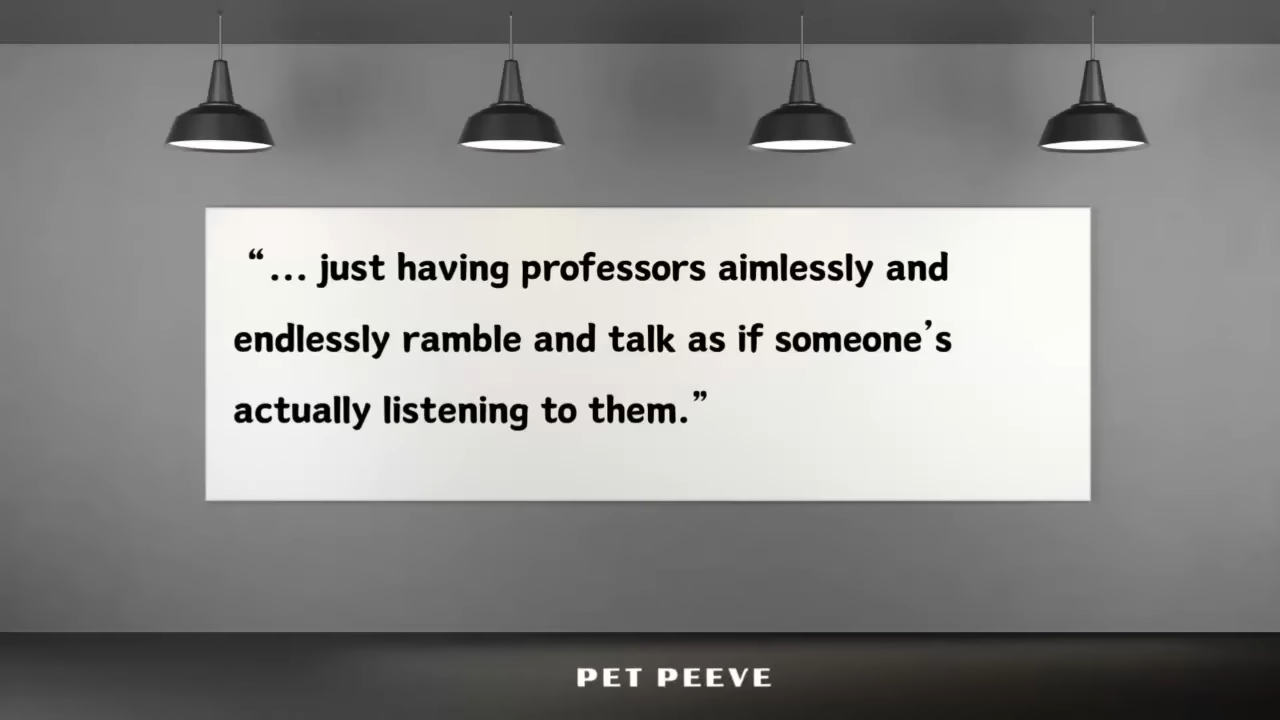 “... just having professors aimlessly and
endlessly ramble and talk as if someone’s
actually listening to them.”
PET PEEVE